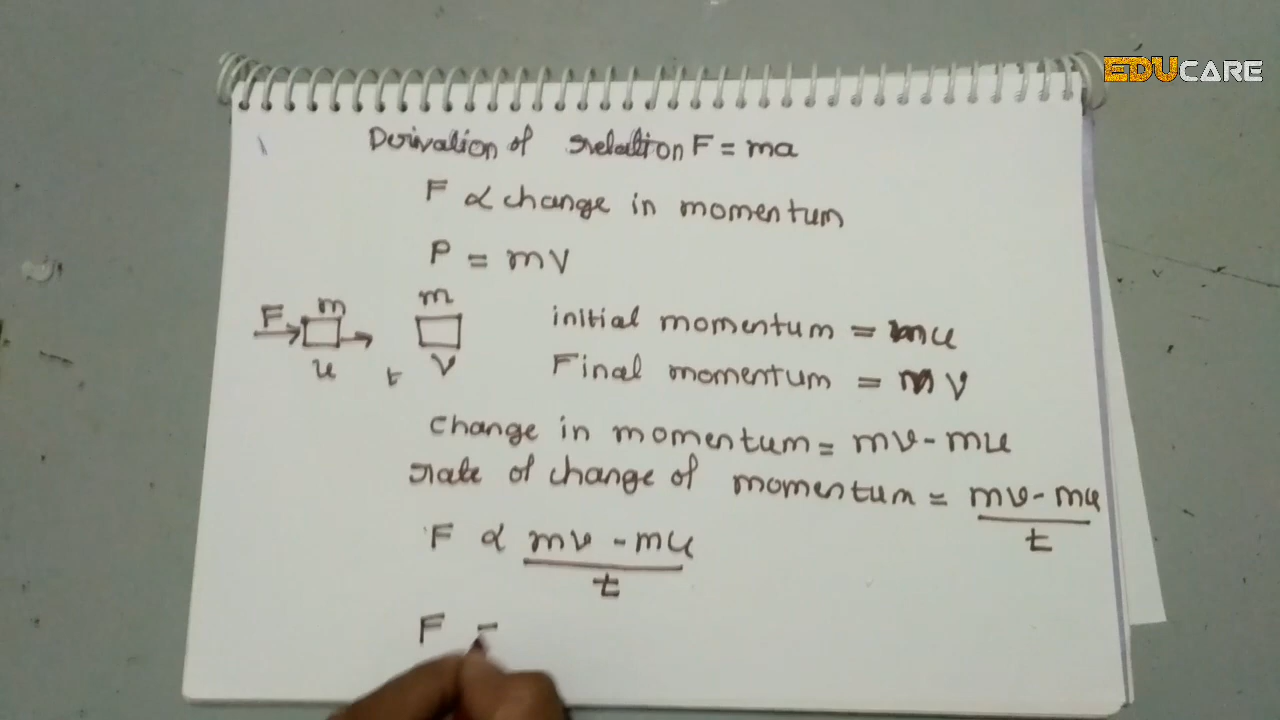 EDUCARE
Derivation of relation F = ma
F ∝ change in momentum
P = mv
F m u t m v
initial momentum = mu
Final momentum = mv
change in momentum = mv - mu
rate of change of momentum = mv - mu / t
F ∝ mv - mu / t
F =